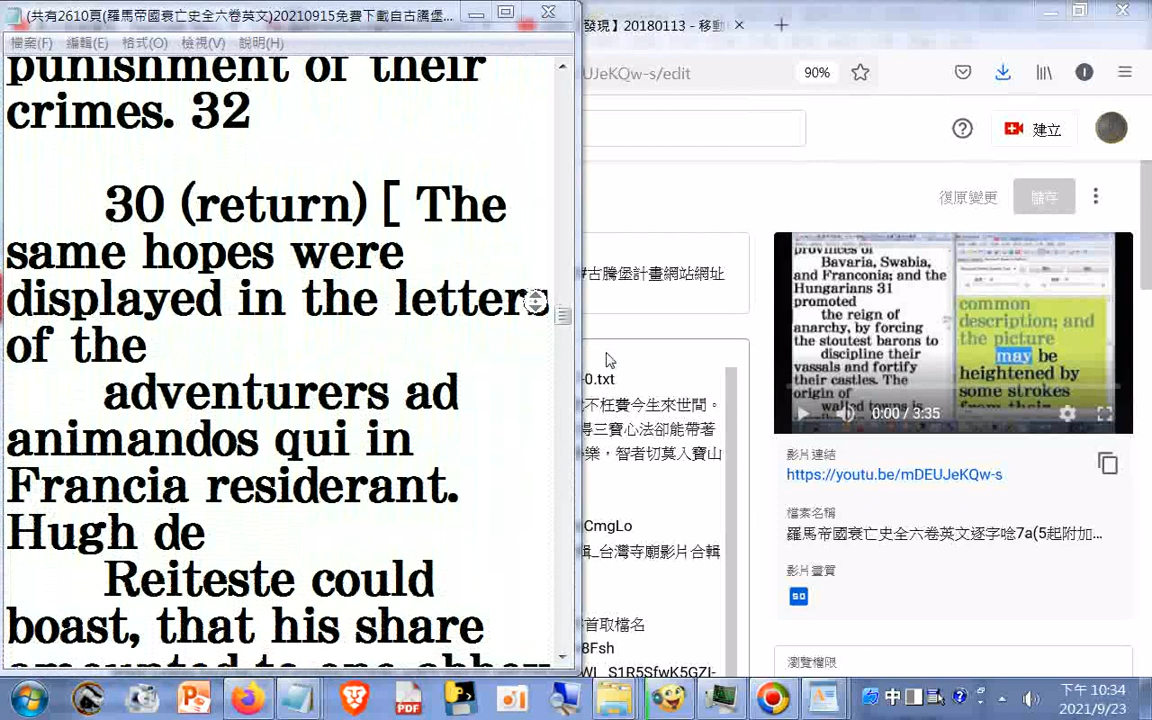 (共有2610頁(羅馬帝國衰亡史全六卷英文)20210915免費下載自古騰堡...
檔案(F) 編輯(E) 格式(O) 檢視(V) 說明(H)
punishment of their
crimes. 32
30 (return) [ The
same hopes were
displayed in the letters
of the
adventurers ad
animandos qui in
Francia residerant.
Hugh de
Reiteste could
boast, that his share
amounted to one abbey
發現】20180113 - 移動
UJeKQw-s/edit
90%
建立
復原變更
儲存
#古騰堡計畫網站網址
-0.txt
不枉費今生來世間。
得三寶心法卻能帶著
樂，智者切莫入寶山
CmgLo
輯_台灣寺廟影片合輯
首取檔名
8Fsh
WI_S1R5SfwK5GZI-
provinces of
Bavaria, Swabia,
and Franconia; and the
Hungarians 31
promoted
the reign of
anarchy, by forcing
the stoutest barons to
discipline their
vassals and fortify
their castles. The
origin of
walled towns is
common
description; and
the picture
may be
heightened by
some strokes
0:00 / 3:35
影片連結
https://youtu.be/mDEUJeKQw-s
檔案名稱
羅馬帝國衰亡史全六卷英文逐字唸7a(5起附加...
影片畫質
SD
瀏覽權限
PDF
中
下午 10:34
2021/9/23